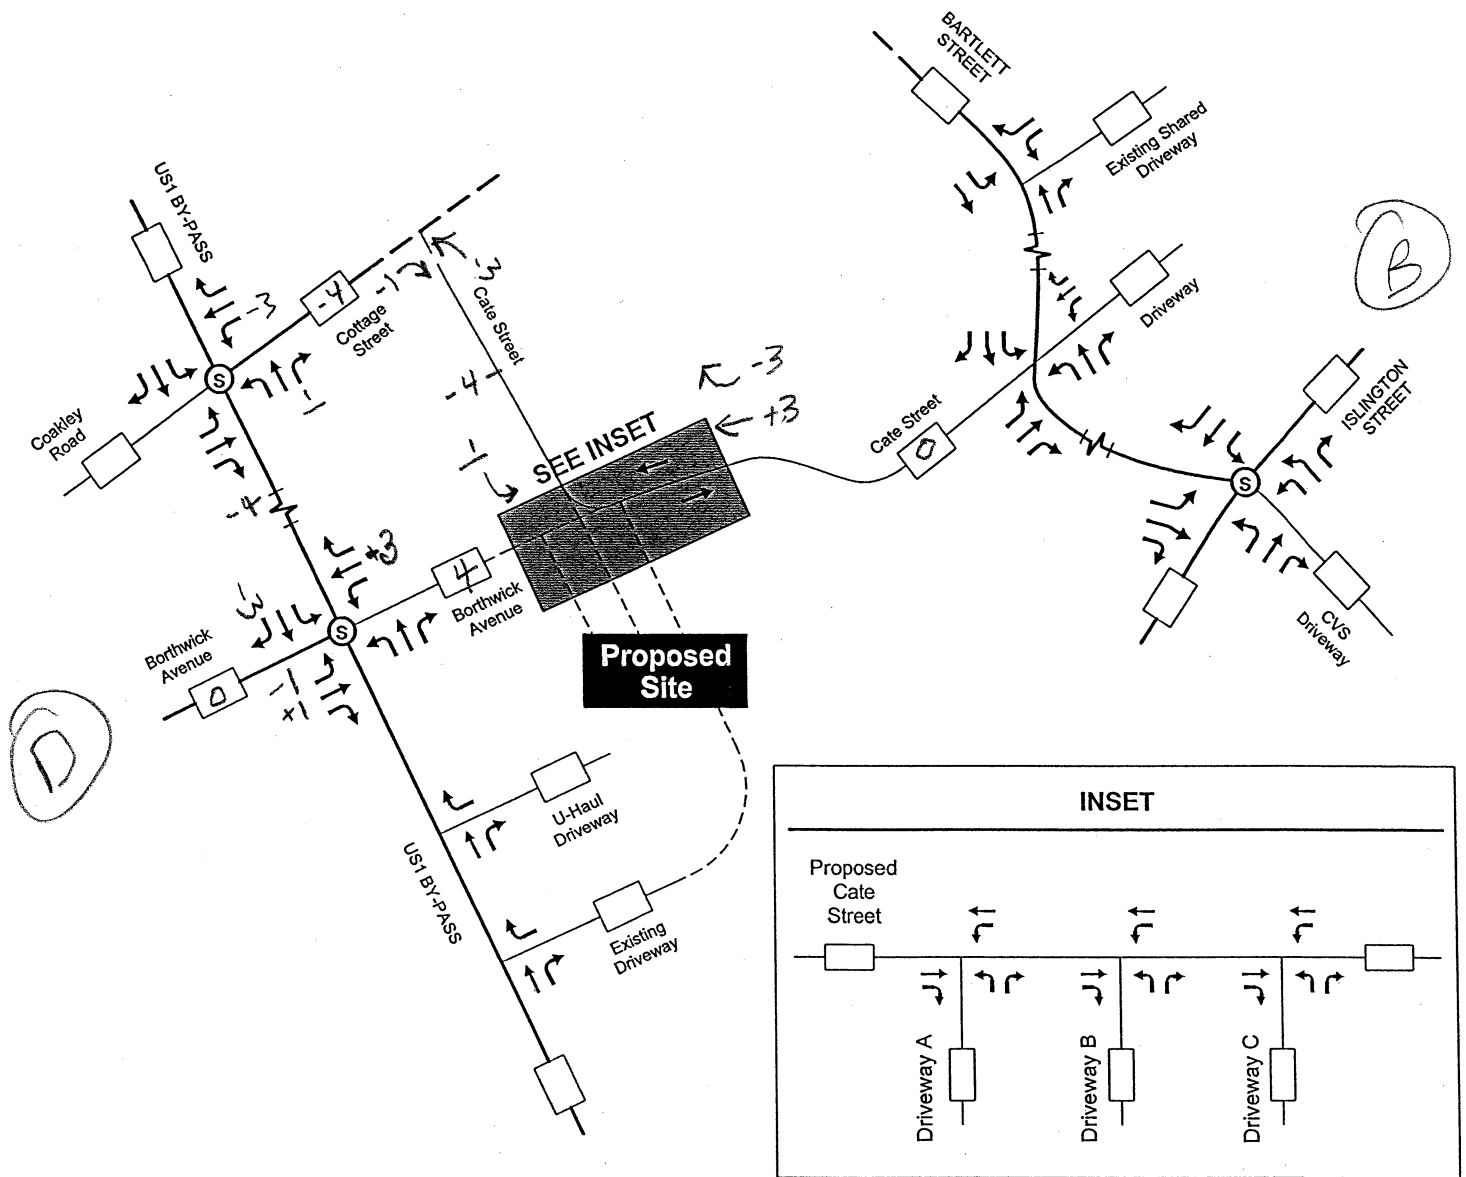 BARTLETT
STREET
Existing Shared
Driveway
US1 BY-PASS
-3
-4
Cottage
Street
-1
-3
Cate Street
B
Driveway
-1
-4
-3
+3
Coakley
Road
S
ISLINGTON
STREET
Cate Street
0
-1
SEE INSET
S
-4
+3
4
Borthwick
Avenue
-3
Borthwick
Avenue
0
-1
+1
S
CVS
Driveway
Proposed
Site
D
U-Haul
Driveway
US1 BY-PASS
Existing
Driveway
INSET
Proposed
Cate
Street
Driveway A
Driveway B
Driveway C